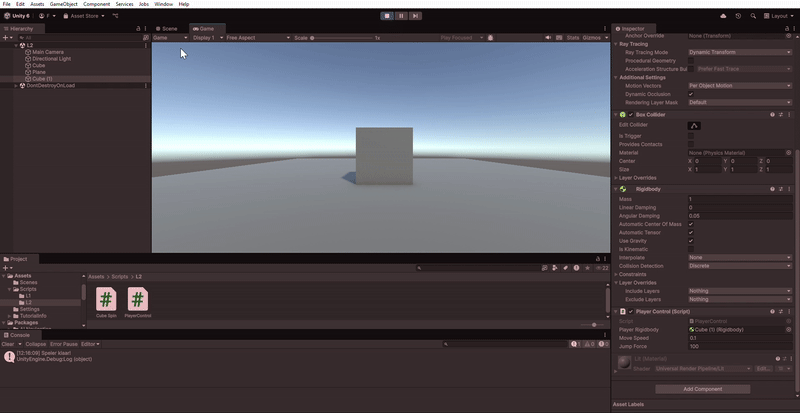 File Edit Assets GameObject Component Services Jobs Window Help
Unity 6 F Asset Store
Layout
Hierarchy
All
L2
Main Camera
Directional Light
Cube
Plane
Cube (1)
DontDestroyOnLoad
Scene Game
Game Display 1 Free Aspect Scale 1x Play Focused Stats Gizmos
Inspector
Anchor Override None (Transform)
Ray Tracing
Ray Tracing Mode Dynamic Transform
Procedural Geometry
Acceleration Structure Bu Prefer Fast Trace
Additional Settings
Motion Vectors Per Object Motion
Dynamic Occlusion
Rendering Layer Mask Default
Box Collider
Edit Collider
Is Trigger
Provides Contacts
Material None (Physics Material)
Center X 0 Y 0 Z 0
Size X 1 Y 1 Z 1
Layer Overrides
Rigidbody
Mass 1
Linear Damping 0
Angular Damping 0.05
Automatic Center Of Mass
Automatic Tensor
Use Gravity
Is Kinematic
Interpolate None
Collision Detection Discrete
Constraints
Layer Overrides
Include Layers Nothing
Exclude Layers Nothing
Player Control (Script)
Script PlayerControl
Player Rigidbody Cube (1) (Rigidbody)
Move Speed 0.1
Jump Force 100
Lit (Material)
Shader Universal Render Pipeline/Lit Edit...
Add Component
Asset Labels
Project
Assets
Scenes
Scripts
L1
L2
Settings
TutorialInfo
Packages
Assets > Scripts > L2
22
Cube Spin PlayerControl
Console
Clear Collapse Error Pause Editor
1 0 0
[12:16:09] Speler klaar!
UnityEngine.Debug:Log (object)